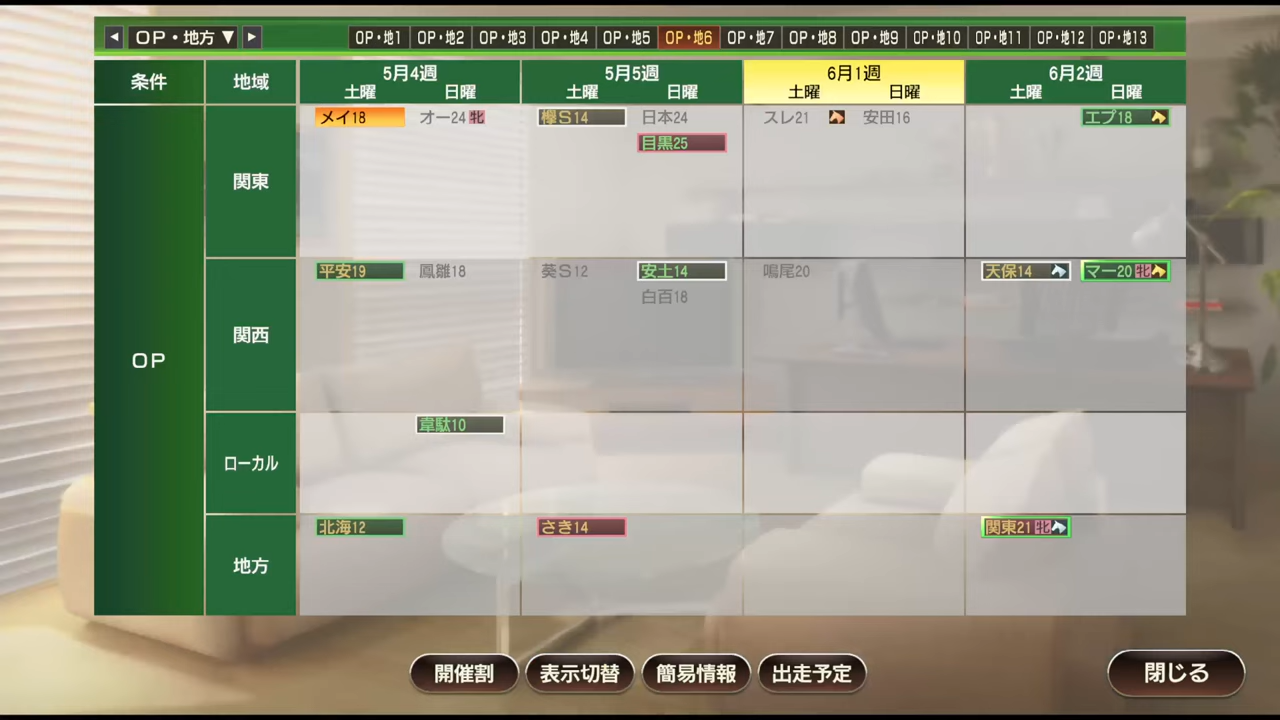 ◀ OP・地方▼ ▶ OP・地1 OP・地2 OP・地3 OP・地4 OP・地5 OP・地6 OP・地7 OP・地8 OP・地9 OP・地10 OP・地11 OP・地12 OP・地13
条件 地域 5月4週 5月5週 6月1週 6月2週
土曜 日曜 土曜 日曜 土曜 日曜 土曜 日曜
OP
関東
メイ18 オー24牝 欅S14 日本24 スレ21 安田16 エプ18
目黒25
関西
平安19 鳳雛18 葵S12 安土14 鳴尾20 天保14 マー20牝
白百18
ローカル
韋駄10
地方
北海12 さき14 関東21牝
開催割 表示切替 簡易情報 出走予定 閉じる